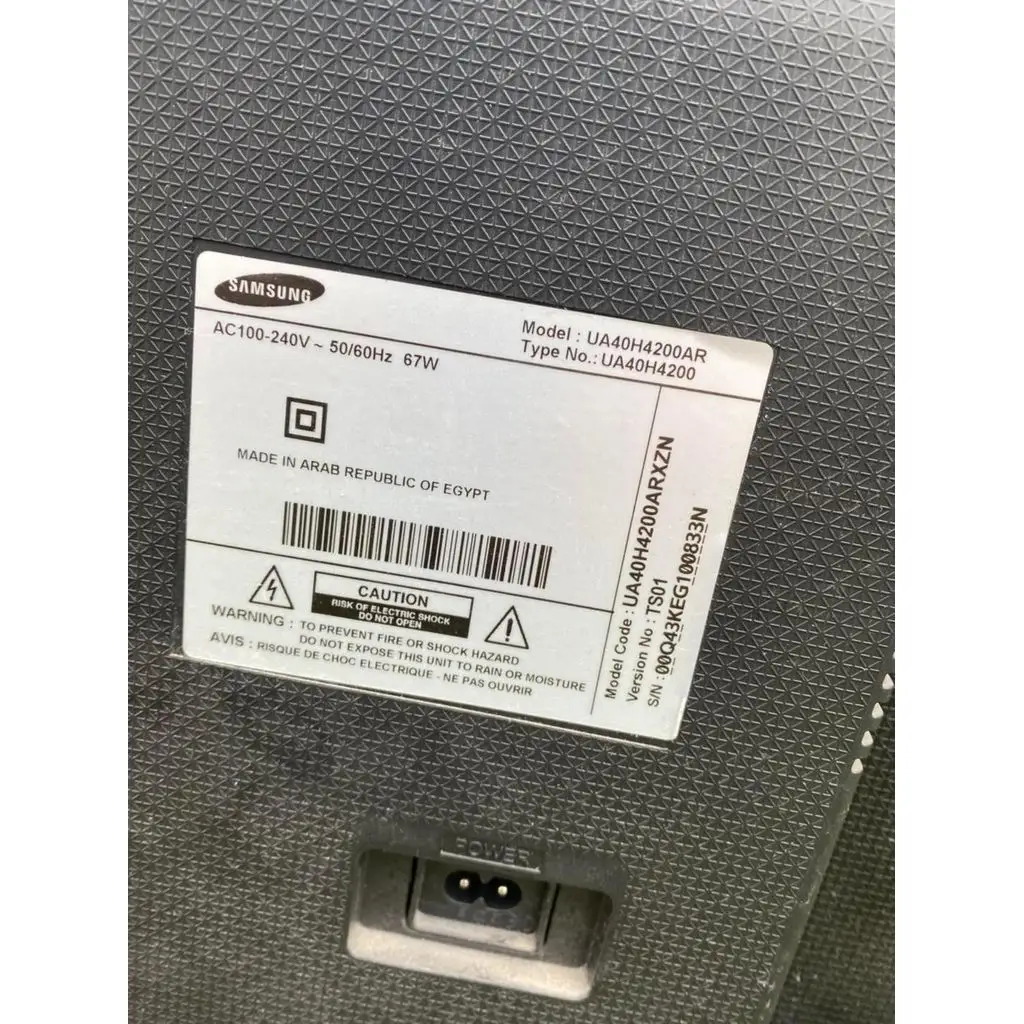 SAMSUNG
Model : UA40H4200AR
Type No.: UA40H4200
AC100-240V ~ 50/60Hz 67W
MADE IN ARAB REPUBLIC OF EGYPT
CAUTION
RISK OF ELECTRIC SHOCK
DO NOT OPEN
WARNING : TO PREVENT FIRE OR SHOCK HAZARD
DO NOT EXPOSE THIS UNIT TO RAIN OR MOISTURE
AVIS : RISQUE DE CHOC ELECTRIQUE - NE PAS OUVRIR
Model Code : UA40H4200ARXZN
Version No : TS01
S/N : 00Q43KEG100833N
POWER